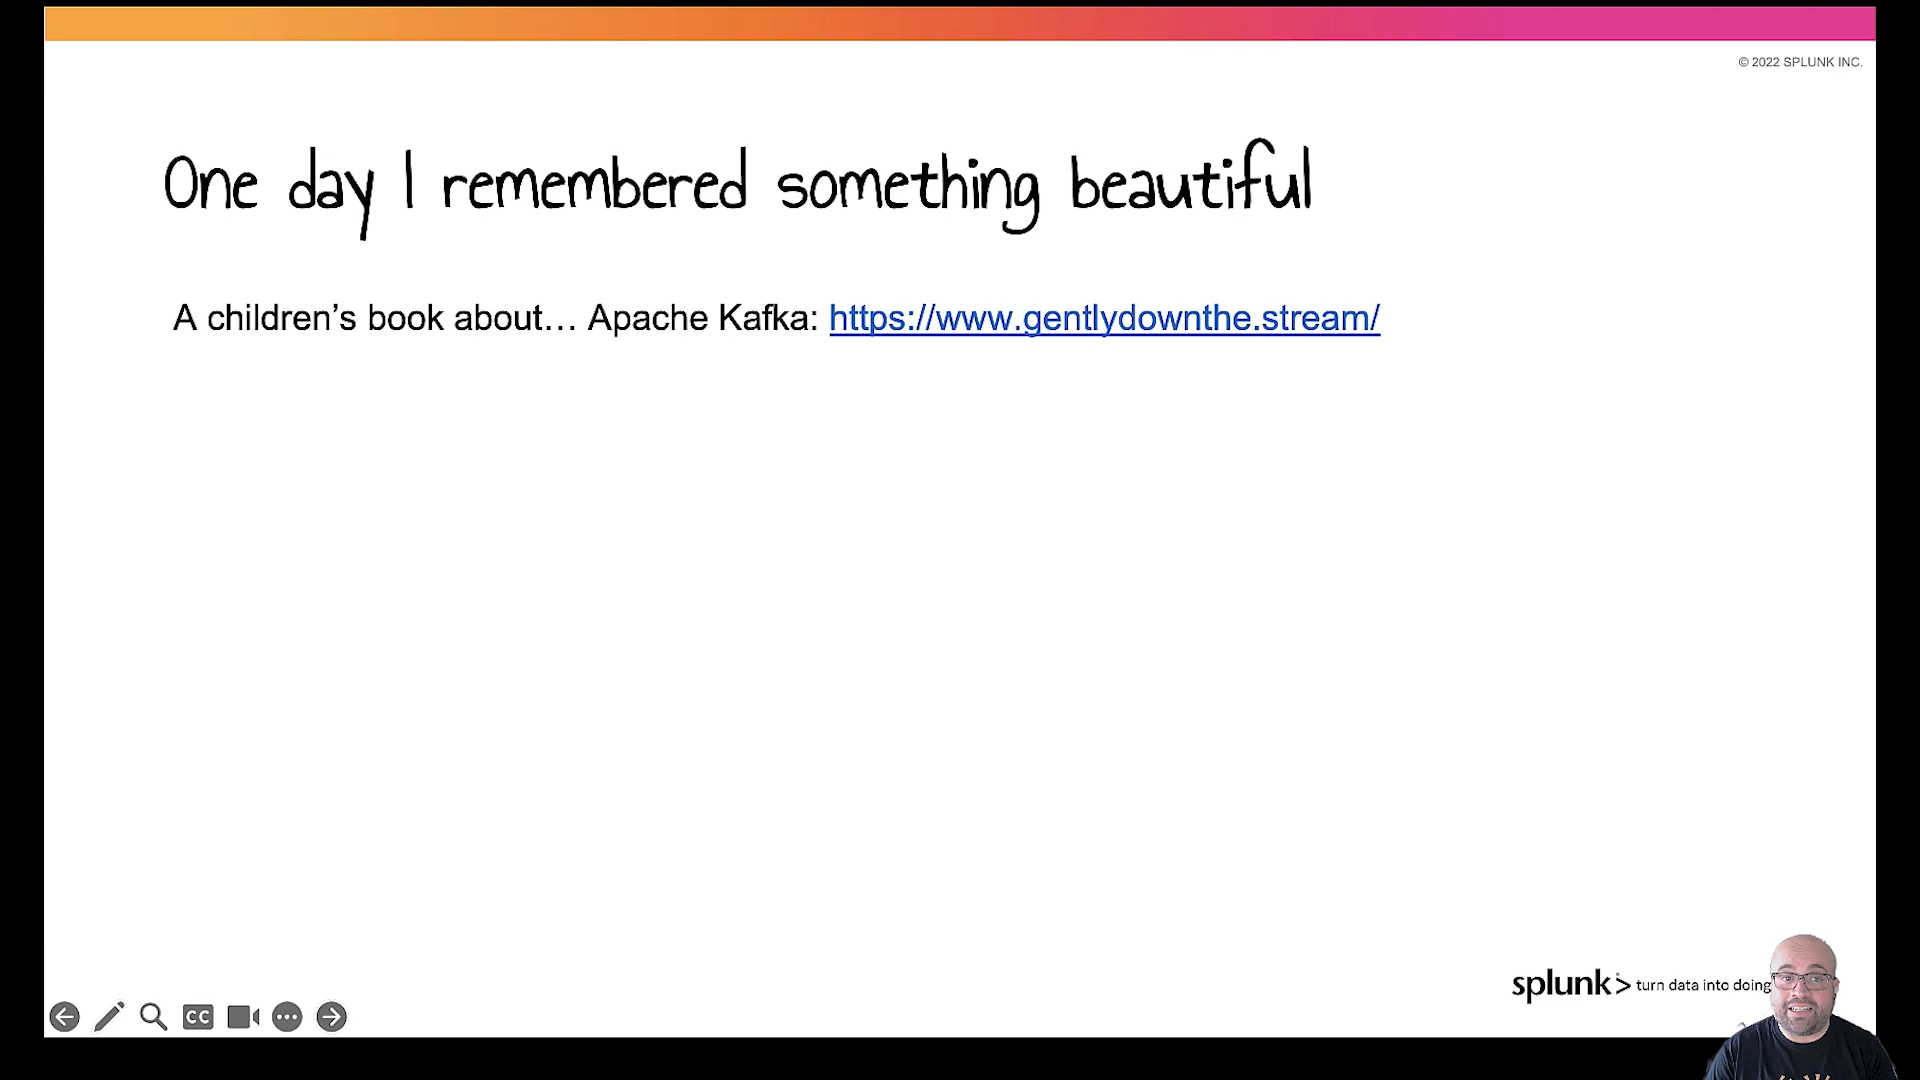 © 2022 SPLUNK INC.
One day I remembered something beautiful
A children’s book about… Apache Kafka: https://www.gentlydownthe.stream/
splunk> turn data into doing
CC